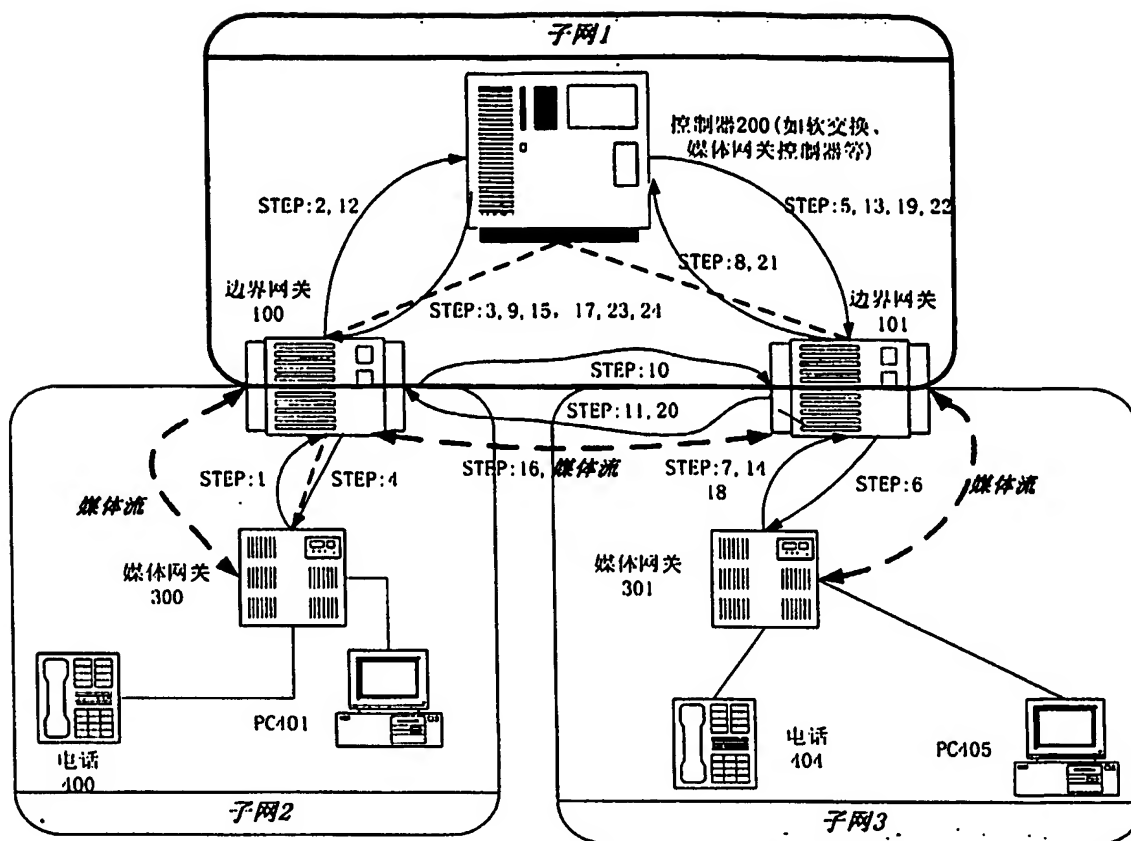 子网1
控制器200(如软交换、
媒体网关控制器等)
STEP:2, 12
STEP:5, 13, 19, 22
STEP:8, 21
边界网关
100
STEP:3, 9, 15, 17, 23, 24
边界网关
101
STEP:10
STEP:11, 20
STEP:1
STEP:4
STEP:16, 媒体流
STEP:7, 14
18
STEP:6
媒体流
媒体流
媒体网关
300
媒体网关
301
PC401
电话
400
电话
404
PC405
子网2
子网3